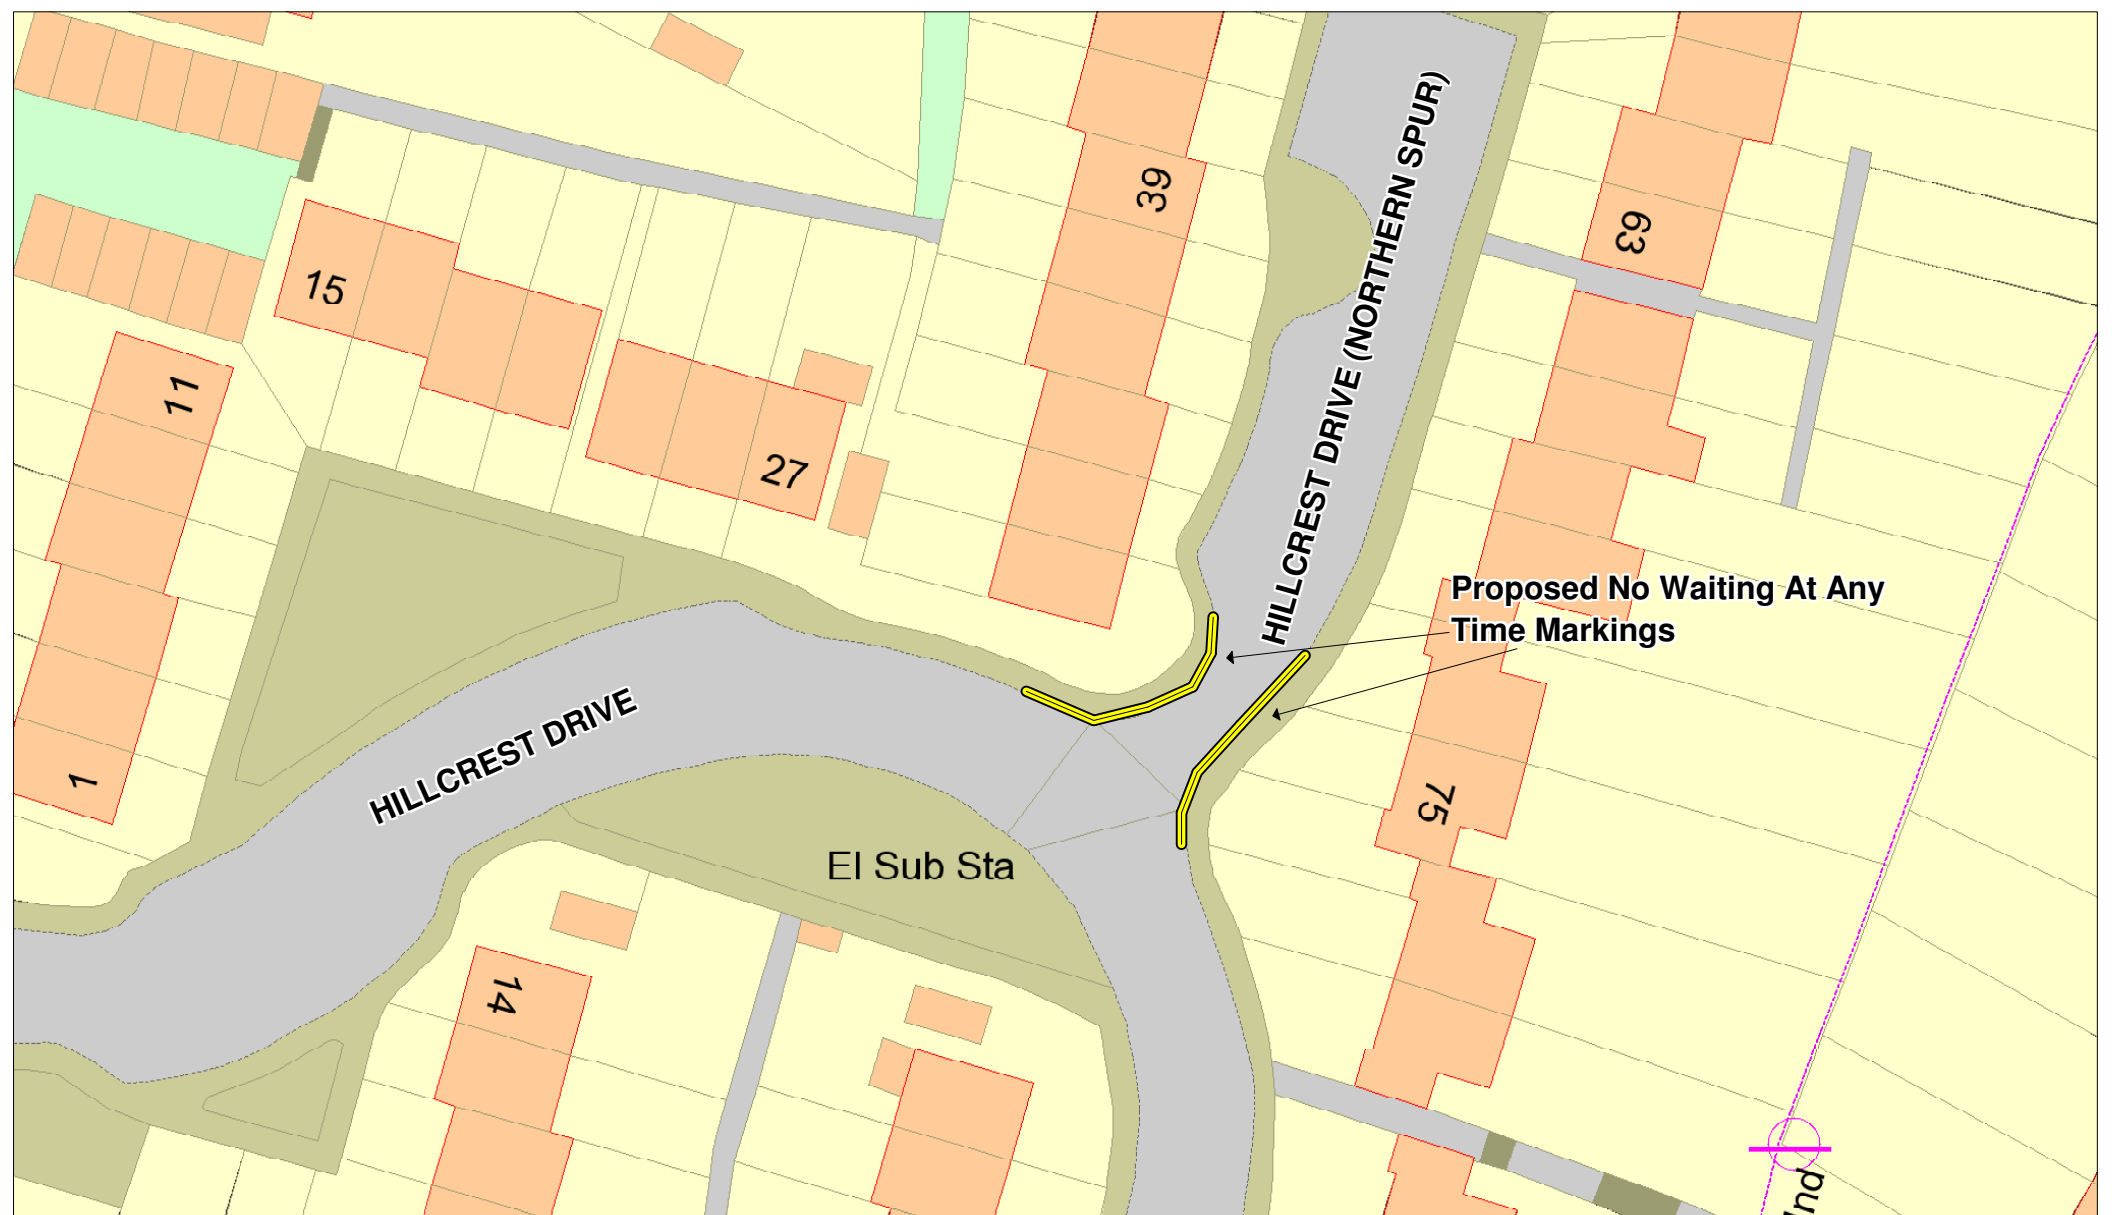 39
63
HILLCREST DRIVE (NORTHERN SPUR)
15
11
27
Proposed No Waiting At Any
Time Markings
HILLCREST DRIVE
1
75
El Sub Sta
14